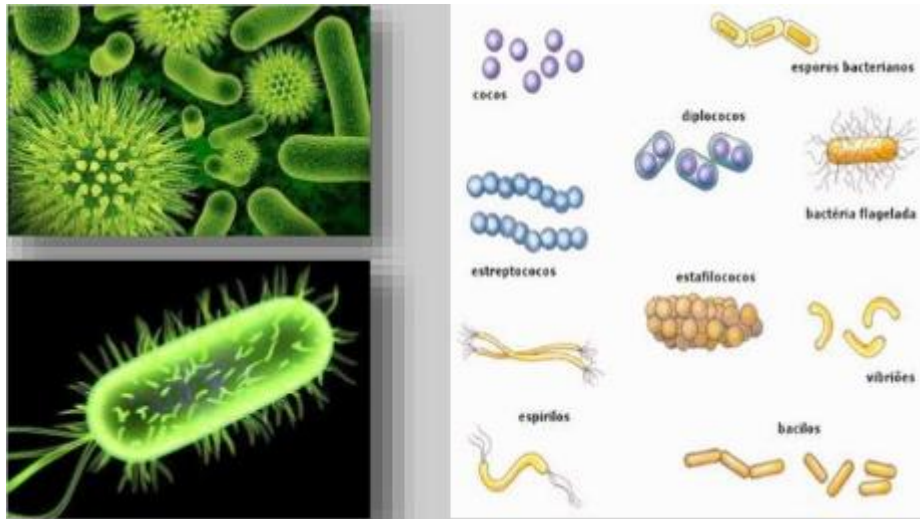 cocos
esporos bacterianos
diplococos
bactéria flagelada
estreptococos
estafilococos
vibriões
espirilos
bacilos